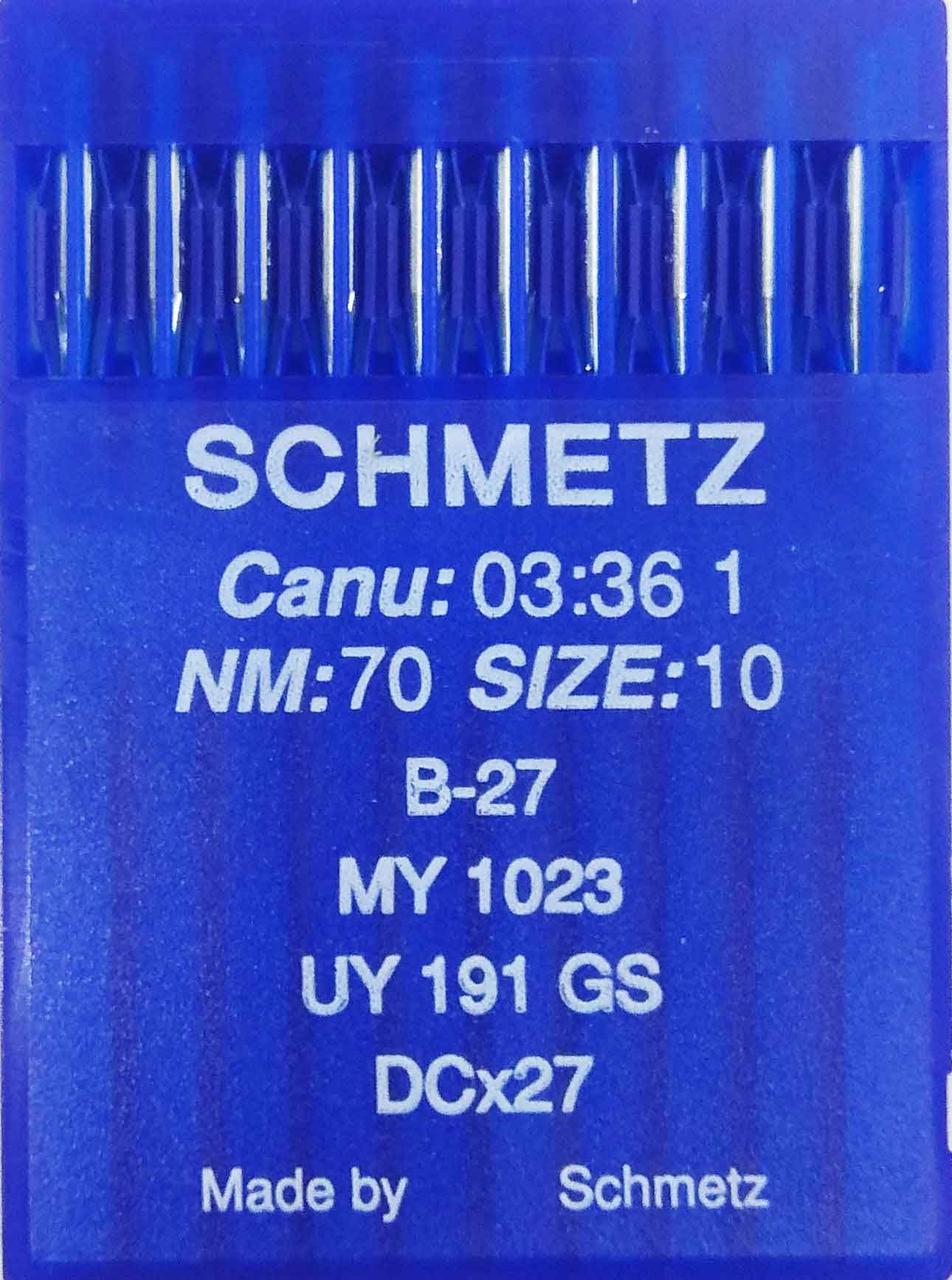 SCHMETZ
Canu: 03:36 1
NM:70 SIZE:10
B-27
MY 1023
UY 191 GS
DCx27
Made by Schmetz